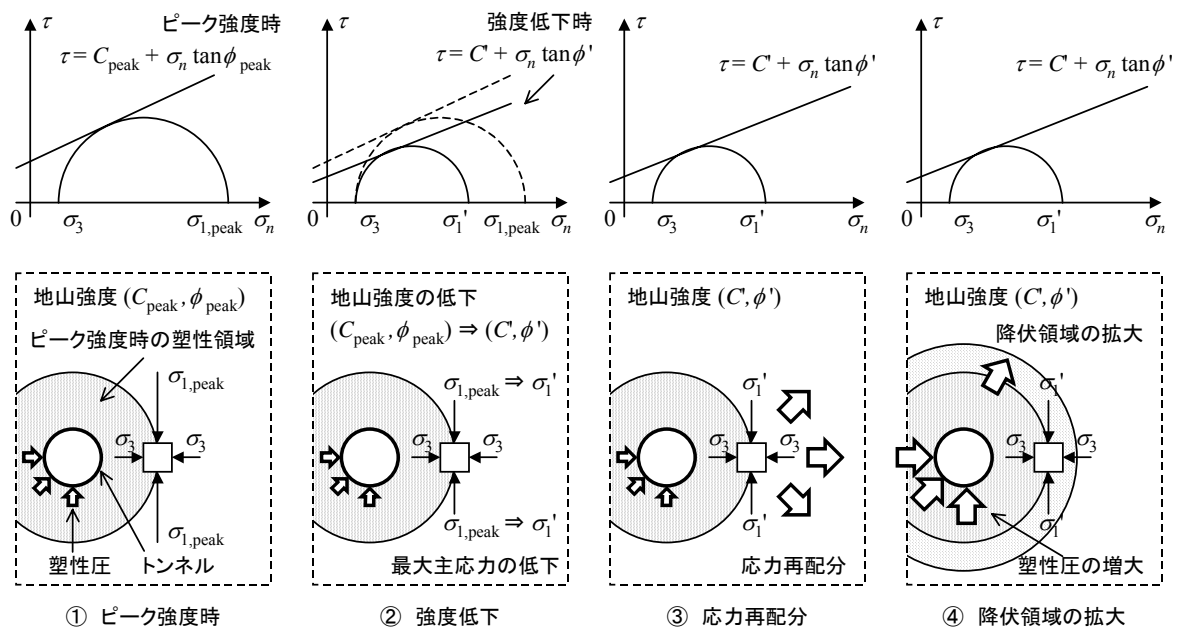 τ
ピーク強度時
τ = C_peak + σ_n tanφ_peak
0
σ_3
σ_1,peak
σ_n
τ
強度低下時
τ = C' + σ_n tanφ'
0
σ_3
σ_1'
σ_1,peak
σ_n
τ
τ = C' + σ_n tanφ'
0
σ_3
σ_1'
σ_n
τ
τ = C' + σ_n tanφ'
0
σ_3
σ_1'
σ_n
地山強度 (C_peak, φ_peak)
ピーク強度時の塑性領域
σ_1,peak
σ_3
σ_3
σ_1,peak
塑性圧
トンネル
① ピーク強度時
地山強度の低下
(C_peak, φ_peak) ⇒ (C', φ')
σ_1,peak ⇒ σ_1'
σ_3
σ_3
σ_1,peak ⇒ σ_1'
最大主応力の低下
② 強度低下
地山強度 (C', φ')
σ_1'
σ_3
σ_3
σ_1'
応力再配分
③ 応力再配分
地山強度 (C', φ')
降伏領域の拡大
σ_1'
σ_3
σ_3
σ_1'
塑性圧の増大
④ 降伏領域の拡大